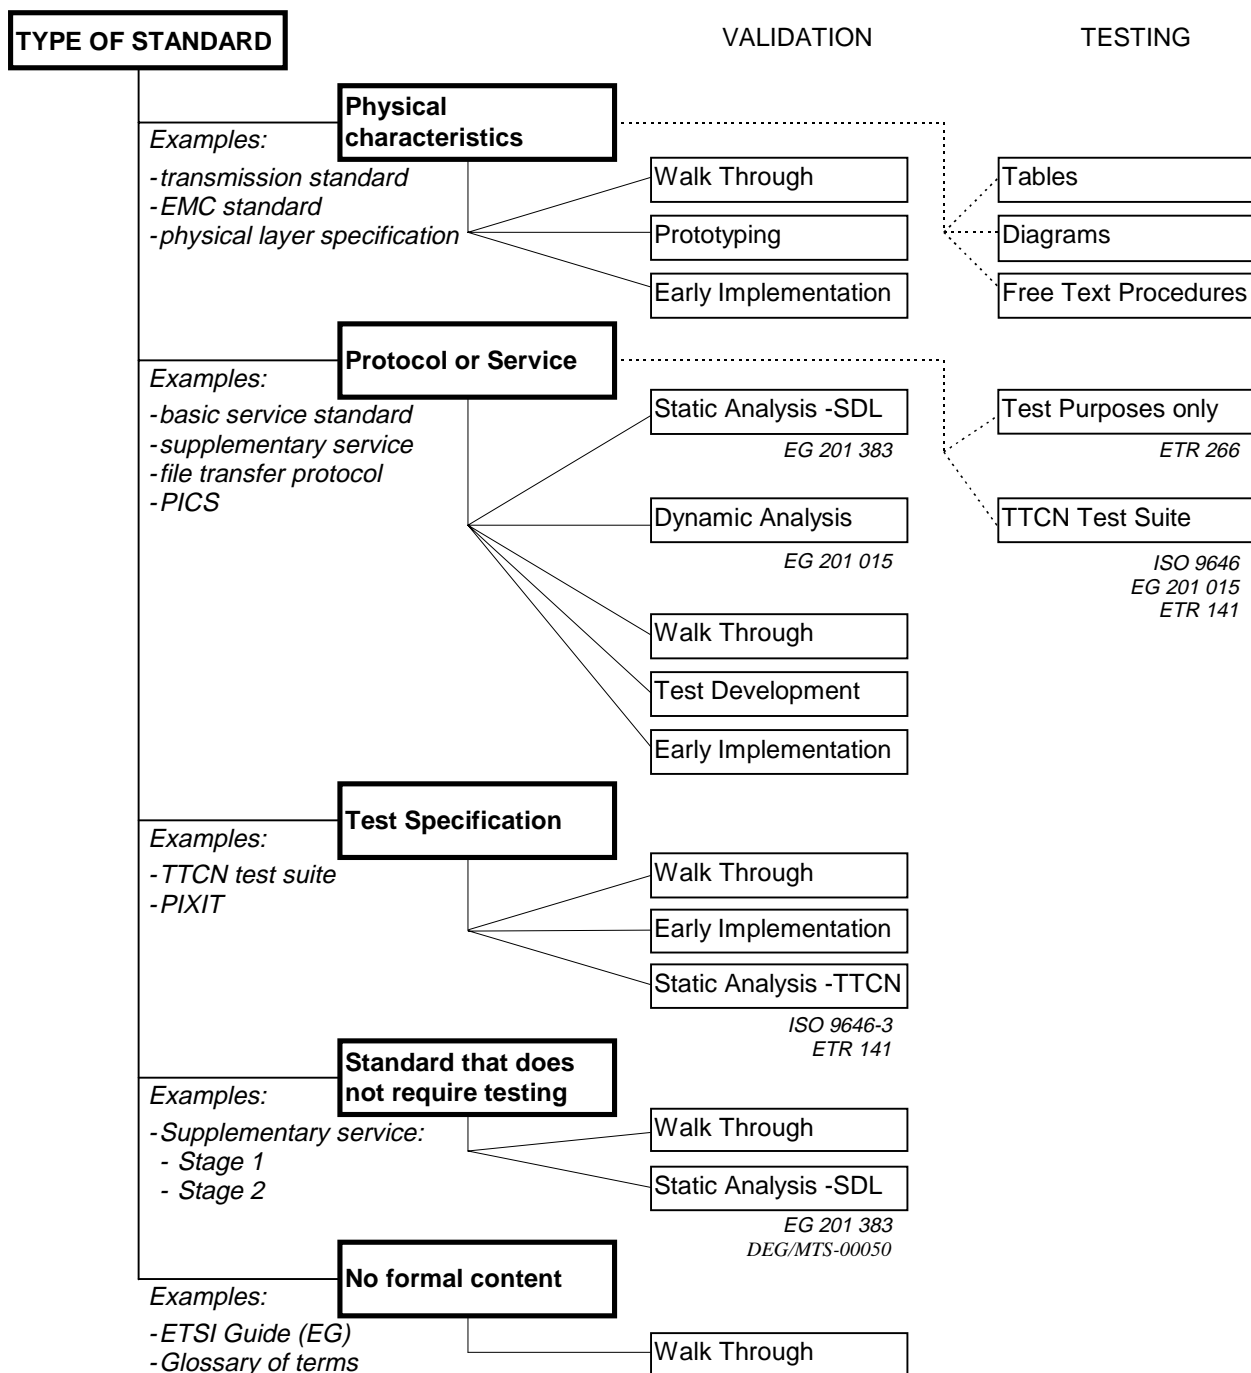 TYPE OF STANDARD
VALIDATION
TESTING
Physical
characteristics
Examples:
-transmission standard
-EMC standard
-physical layer specification
Walk Through
Prototyping
Early Implementation
Tables
Diagrams
Free Text Procedures
Protocol or Service
Examples:
-basic service standard
-supplementary service
-file transfer protocol
-PICS
Static Analysis -SDL
EG 201 383
Dynamic Analysis
EG 201 015
Walk Through
Test Development
Early Implementation
Test Purposes only
ETR 266
TTCN Test Suite
ISO 9646
EG 201 015
ETR 141
Test Specification
Examples:
-TTCN test suite
-PIXIT
Walk Through
Early Implementation
Static Analysis -TTCN
ISO 9646-3
ETR 141
Standard that does
not require testing
Examples:
-Supplementary service:
- Stage 1
- Stage 2
Walk Through
Static Analysis -SDL
EG 201 383
DEG/MTS-00050
No formal content
Examples:
-ETSI Guide (EG)
-Glossary of terms
Walk Through